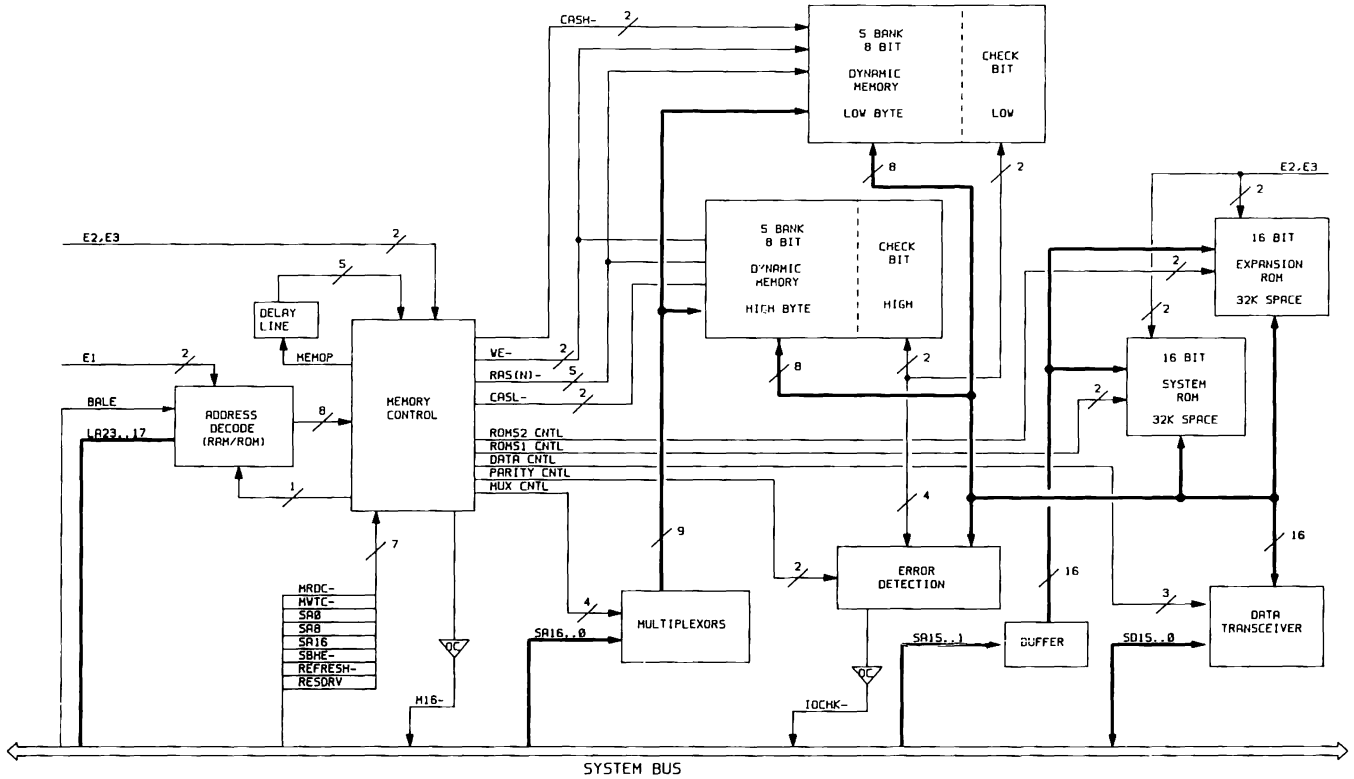 CASH- 2
5 BANK
8 BIT
DYNAMIC
MEMORY
LOW BYTE
CHECK
BIT
LOW
8
2
E2,E3
2
5 BANK
8 BIT
DYNAMIC
MEMORY
HIGH BYTE
CHECK
BIT
HIGH
16 BIT
EXPANSION
ROM
32K SPACE
2
E2,E3 2
5
DELAY
LINE
MEMOP
2
16 BIT
SYSTEM
ROM
32K SPACE
2
E1 2
BALE
LA23..17
ADDRESS
DECODE
(RAM/ROM)
8
1
MEMORY
CONTROL
WE- 2
RAS(N)- 5
CASL- 2
ROMS2 CNTL
ROMS1 CNTL
DATA CNTL
PARITY CNTL
MUX CNTL
8
2
7
9
4
16
16
MRDC-
MWTC-
SA0
SA8
SA16
SBHE-
REFRESH-
RESDRV
OC
M16-
4
SA16..0
MULTIPLEXORS
2
ERROR
DETECTION
OC
IOCHK-
SA15..1
BUFFER
3
SD15..0
DATA
TRANSCEIVER
SYSTEM BUS